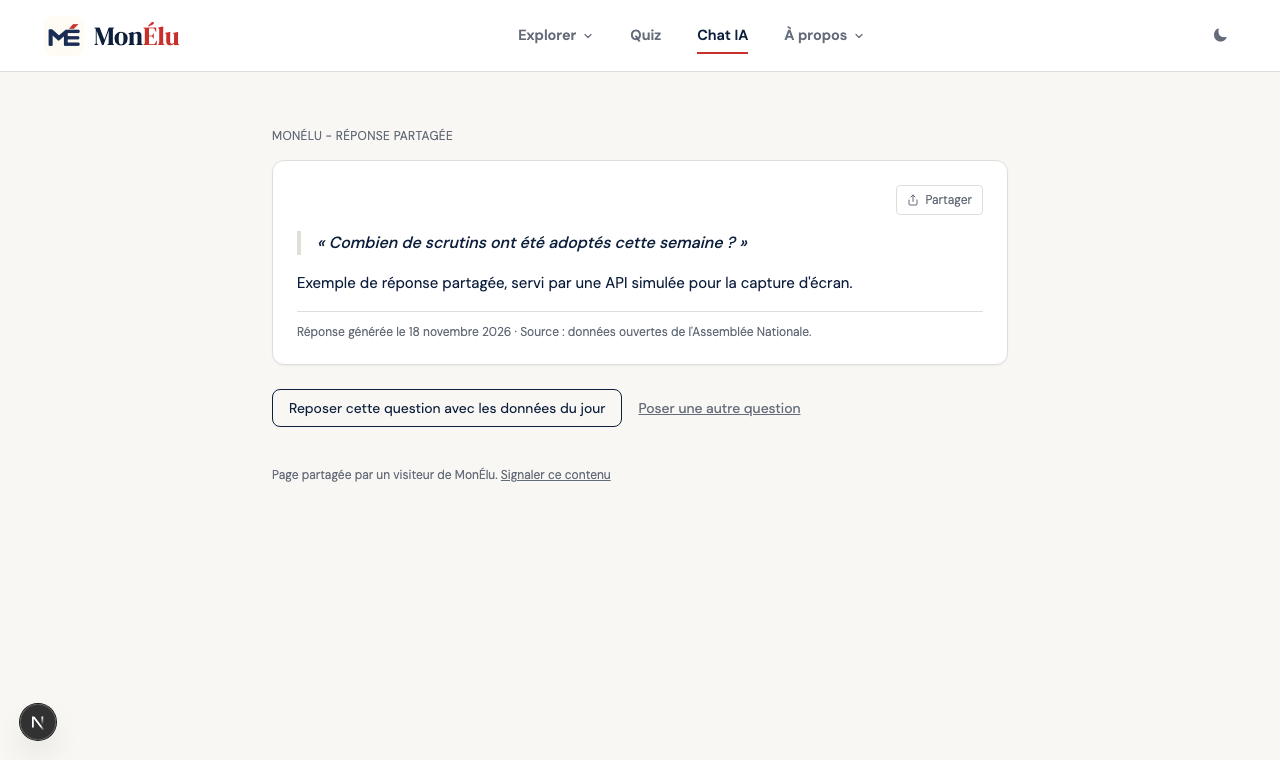 MÉ MonÉlu
Explorer Quiz Chat IA À propos
MONÉLU - RÉPONSE PARTAGÉE
Partager
« Combien de scrutins ont été adoptés cette semaine ? »
Exemple de réponse partagée, servi par une API simulée pour la capture d'écran.
Réponse générée le 18 novembre 2026 · Source : données ouvertes de l'Assemblée Nationale.
Reposer cette question avec les données du jour Poser une autre question
Page partagée par un visiteur de MonÉlu. Signaler ce contenu
N